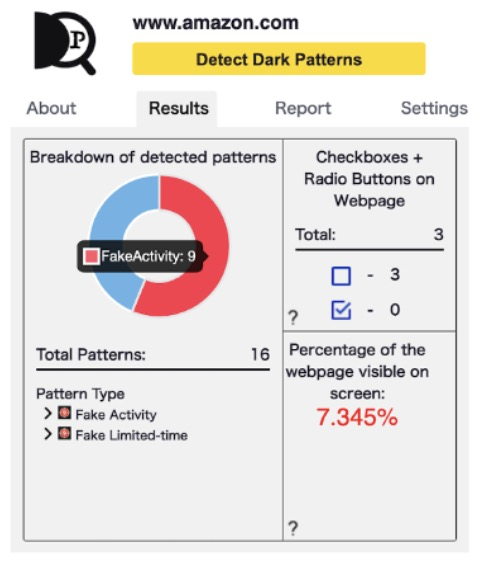 P
www.amazon.com
Detect Dark Patterns
About Results Report Settings
Breakdown of detected patterns
FakeActivity: 9
Total Patterns: 16
Pattern Type
Fake Activity
Fake Limited-time
Checkboxes +
Radio Buttons on
Webpage
Total: 3
- 3
- 0
?
Percentage of the
webpage visible on
screen:
7.345%
?